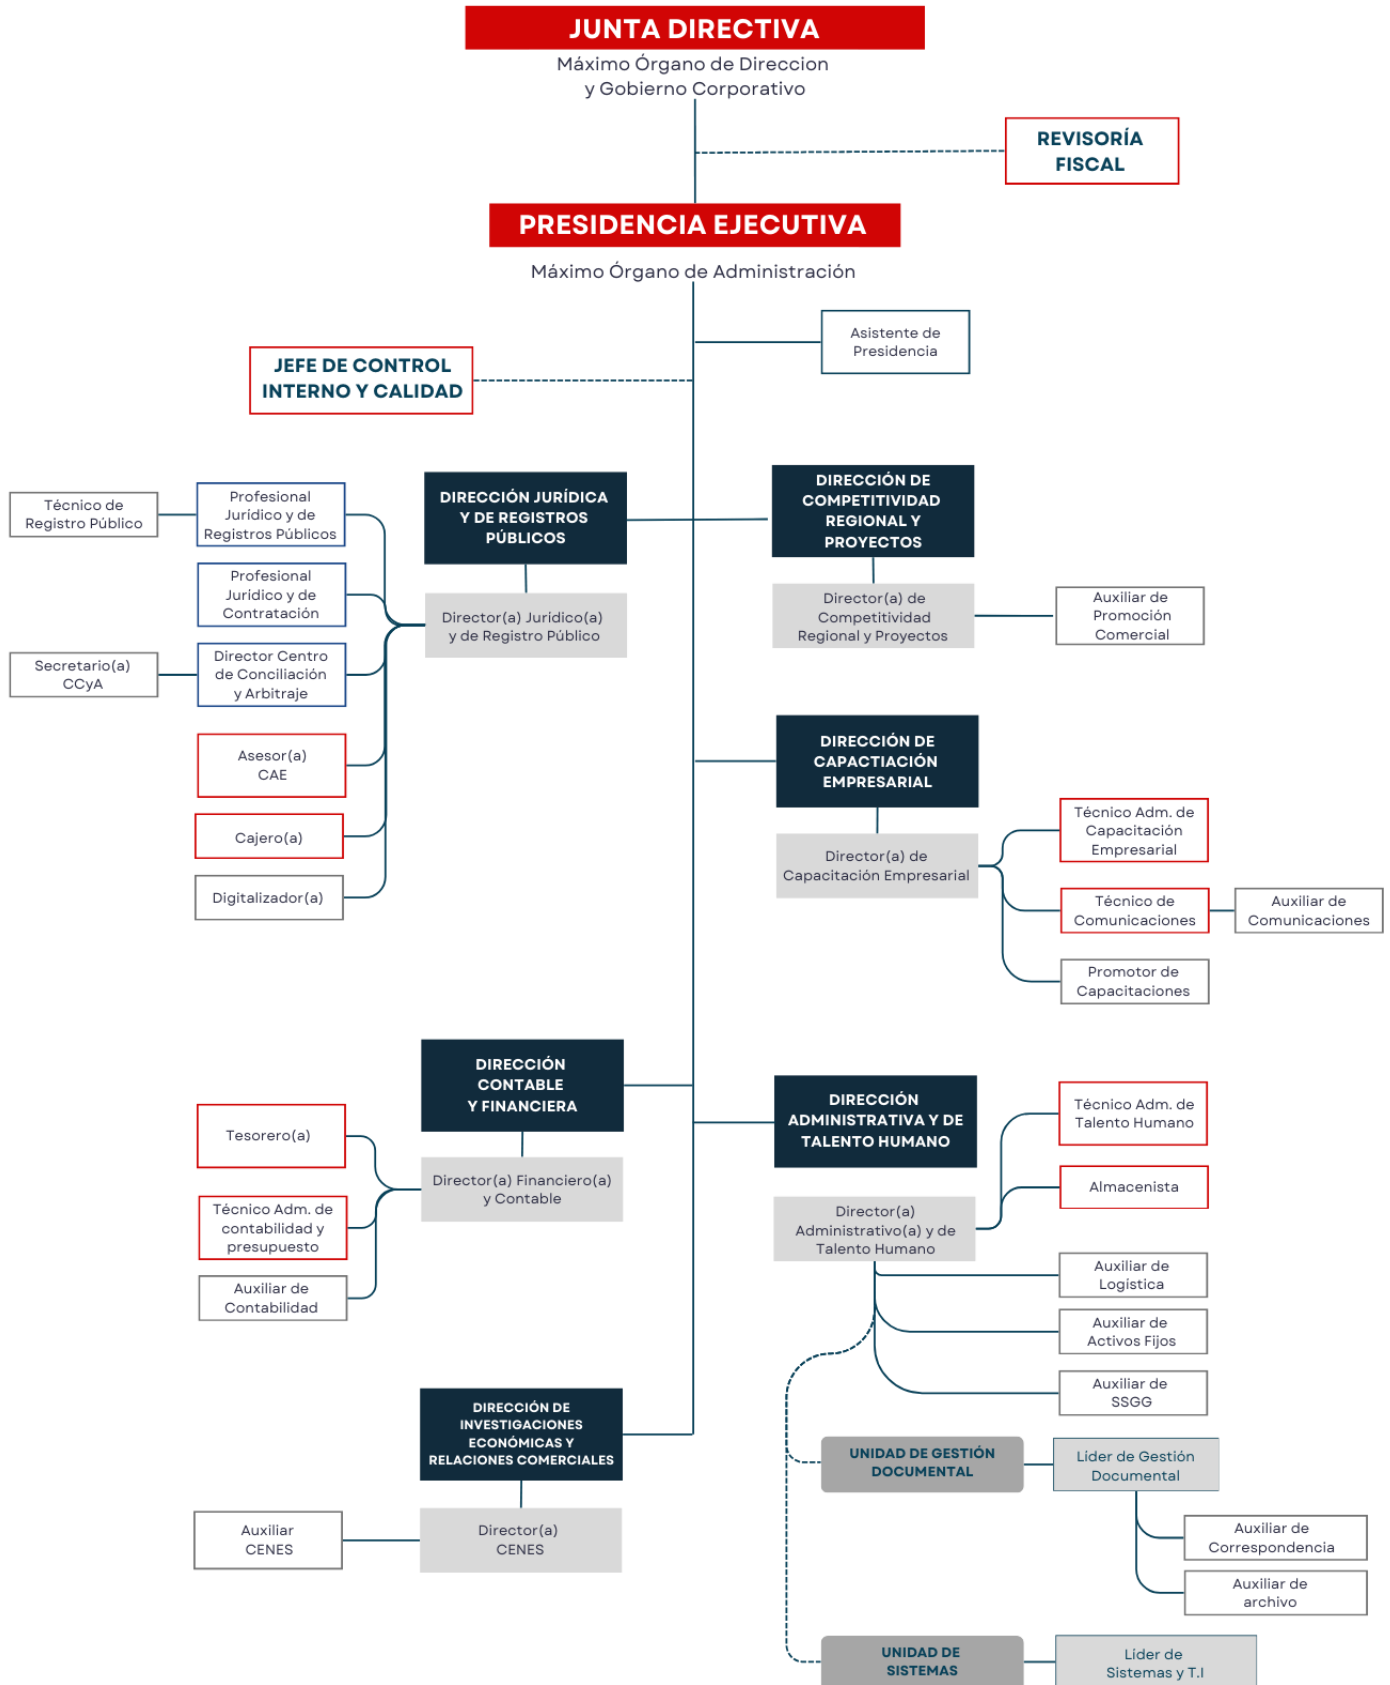 JUNTA DIRECTIVA
Máximo Órgano de Direccion
y Gobierno Corporativo
REVISORÍA
FISCAL
PRESIDENCIA EJECUTIVA
Máximo Órgano de Administración
Asistente de
Presidencia
JEFE DE CONTROL
INTERNO Y CALIDAD
DIRECCIÓN JURÍDICA
Y DE REGISTROS
PÚBLICOS
Director(a) Jurídico(a)
y de Registro Público
Profesional
Jurídico y de
Registros Públicos
Técnico de
Registro Público
Profesional
Jurídico y de
Contratación
Director Centro
de Conciliación
y Arbitraje
Secretario(a)
CCyA
Asesor(a)
CAE
Cajero(a)
Digitalizador(a)
DIRECCIÓN DE
COMPETITIVIDAD
REGIONAL Y
PROYECTOS
Director(a) de
Competitividad
Regional y Proyectos
Auxiliar de
Promoción
Comercial
DIRECCIÓN DE
CAPACTIACIÓN
EMPRESARIAL
Director(a) de
Capacitación Empresarial
Técnico Adm. de
Capacitación
Empresarial
Técnico de
Comunicaciones
Auxiliar de
Comunicaciones
Promotor de
Capacitaciones
DIRECCIÓN
CONTABLE
Y FINANCIERA
Director(a) Financiero(a)
y Contable
Tesorero(a)
Técnico Adm. de
contabilidad y
presupuesto
Auxiliar de
Contabilidad
DIRECCIÓN
ADMINISTRATIVA Y DE
TALENTO HUMANO
Director(a)
Administrativo(a) y de
Talento Humano
Técnico Adm. de
Talento Humano
Almacenista
Auxiliar de
Logística
Auxiliar de
Activos Fijos
Auxiliar de
SSGG
DIRECCIÓN DE
INVESTIGACIONES
ECONÓMICAS Y
RELACIONES COMERCIALES
Director(a)
CENES
Auxiliar
CENES
UNIDAD DE GESTIÓN
DOCUMENTAL
Líder de Gestión
Documental
Auxiliar de
Correspondencia
Auxiliar de
archivo
UNIDAD DE
SISTEMAS
Líder de
Sistemas y T.I